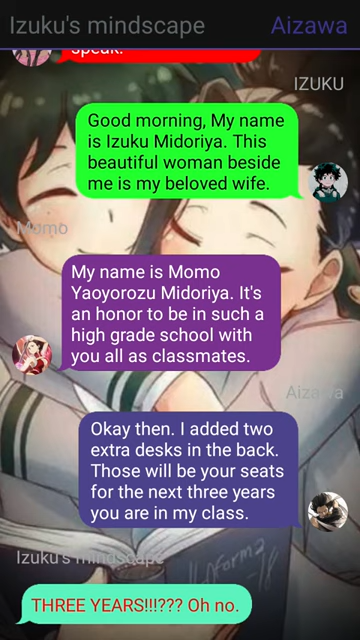 Izuku's mindscape Aizawa
speak.
IZUKU
Good morning, My name
is Izuku Midoriya. This
beautiful woman beside
me is my beloved wife.
Momo
My name is Momo
Yaoyorozu Midoriya. It's
an honor to be in such a
high grade school with
you all as classmates.
Aizawa
Okay then. I added two
extra desks in the back.
Those will be your seats
for the next three years
you are in my class.
Izuku's mindscape
THREE YEARS!!!??? Oh no.